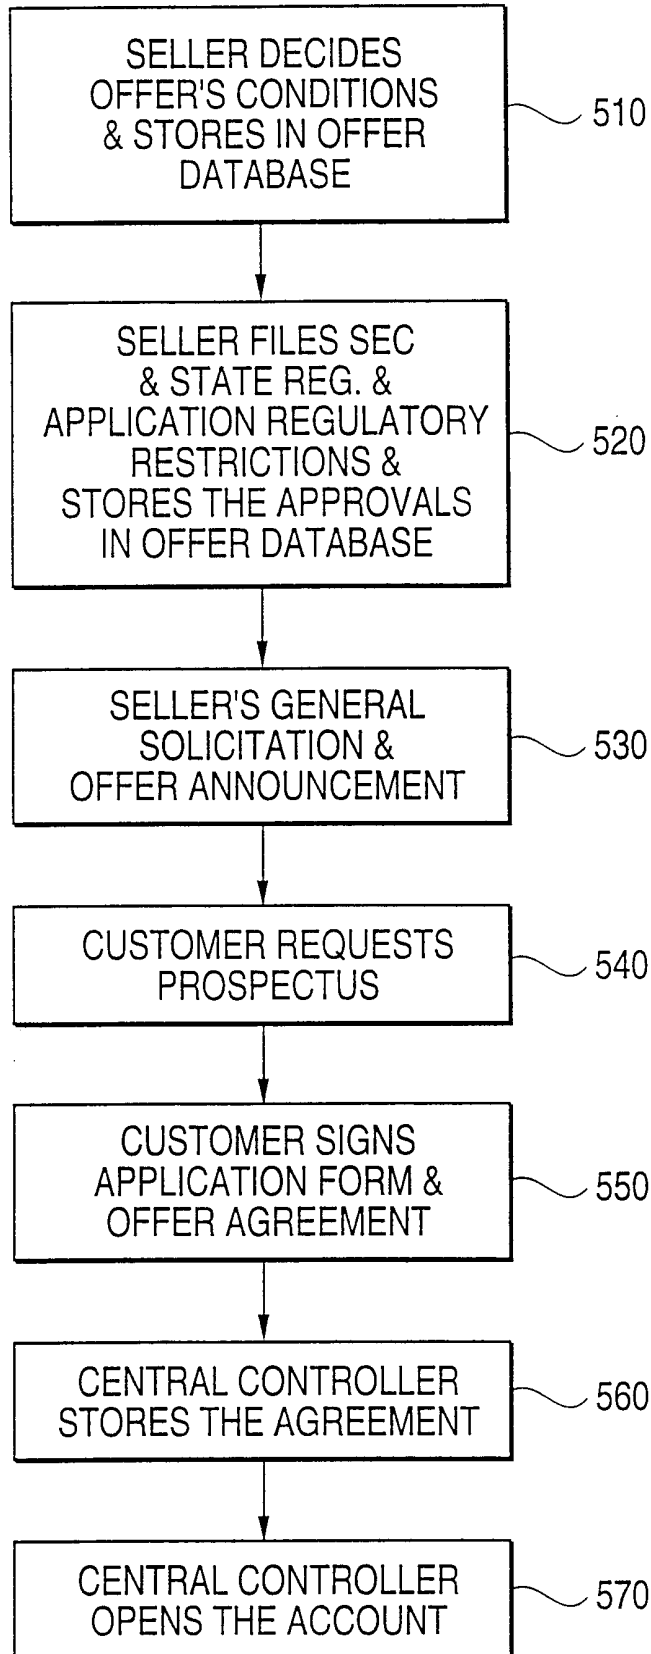 SELLER DECIDES
OFFER'S CONDITIONS
& STORES IN OFFER
DATABASE
510
SELLER FILES SEC
& STATE REG. &
APPLICATION REGULATORY
RESTRICTIONS &
STORES THE APPROVALS
IN OFFER DATABASE
520
SELLER'S GENERAL
SOLICITATION &
OFFER ANNOUNCEMENT
530
CUSTOMER REQUESTS
PROSPECTUS
540
CUSTOMER SIGNS
APPLICATION FORM &
OFFER AGREEMENT
550
CENTRAL CONTROLLER
STORES THE AGREEMENT
560
CENTRAL CONTROLLER
OPENS THE ACCOUNT
570